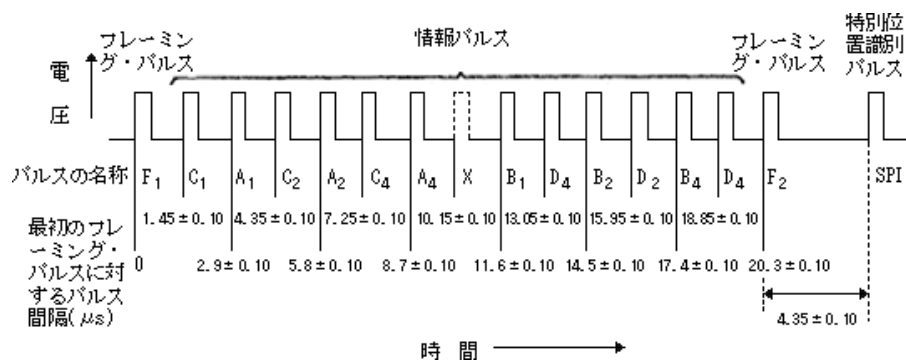 フレーミング・パルス
情報パルス
フレーミング・パルス
特別位置識別パルス
電圧
パルスの名称 F1 C1 A1 C2 A2 C4 A4 X B1 D4 B2 D2 B4 D4 F2 SPI
最初のフレーミング・パルスに対するパルス間隔(μs)
1.45±0.10 4.35±0.10 7.25±0.10 10.15±0.10 13.05±0.10 15.95±0.10 18.85±0.10
0 2.9±0.10 5.8±0.10 8.7±0.10 11.6±0.10 14.5±0.10 17.4±0.10 20.3±0.10
4.35±0.10
時間